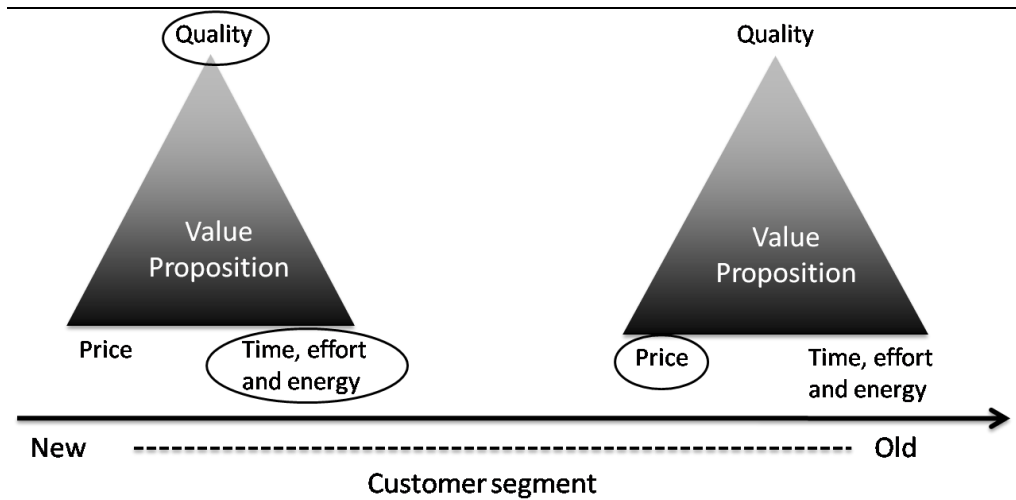 Quality
Quality
Value
Proposition
Value
Proposition
Price
Time, effort
and energy
Price
Time, effort
and energy
New
Old
Customer segment